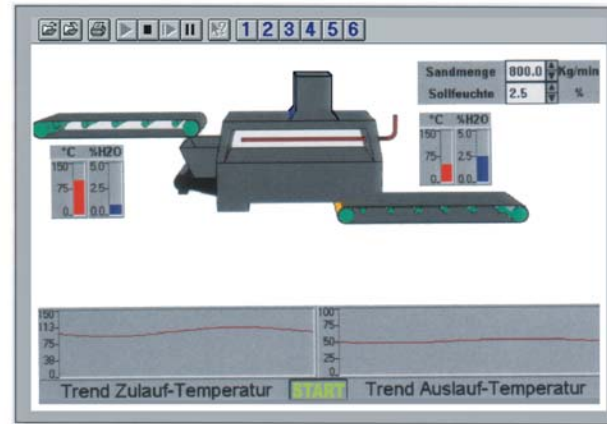 1 2 3 4 5 6
Sandmenge 800.0 Kg/min
Sollfeuchte 2.5 %
°C %H2O
150 5.0
75- 2.5
0. 0.0
°C %H2O
150 5.0
75- 2.5
0. 0.0
150
113-
75-
38-
0.
100
75-
50-
25-
0.
Trend Zulauf-Temperatur START Trend Auslauf-Temperatur